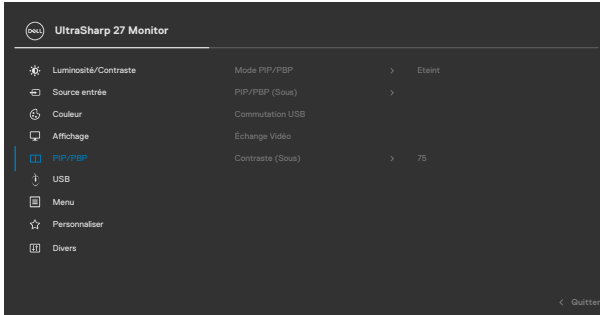 DELL UltraSharp 27 Monitor
Luminosité/Contraste Mode PIP/PBP > Eteint
Source entrée PIP/PBP (Sous) >
Couleur Commutation USB
Affichage Échange Vidéo
PIP/PBP Contraste (Sous) > 75
USB
Menu
Personnaliser
Divers
< Quitter